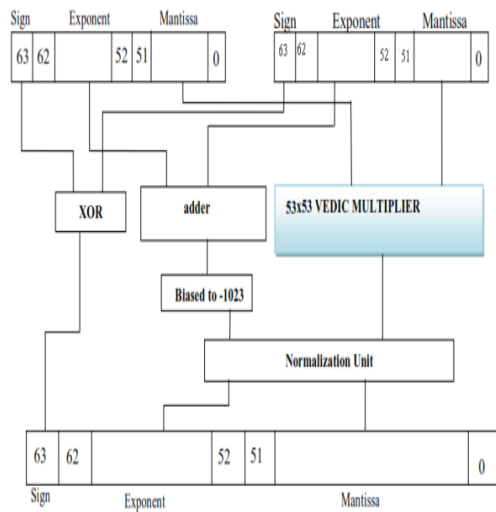 Sign Exponent Mantissa
Sign Exponent Mantissa
63 62 52 51 0
63 62 52 51 0
XOR
adder
53x53 VEDIC MULTIPLIER
Biased to -1023
Normalization Unit
63 62 52 51 0
Sign Exponent Mantissa